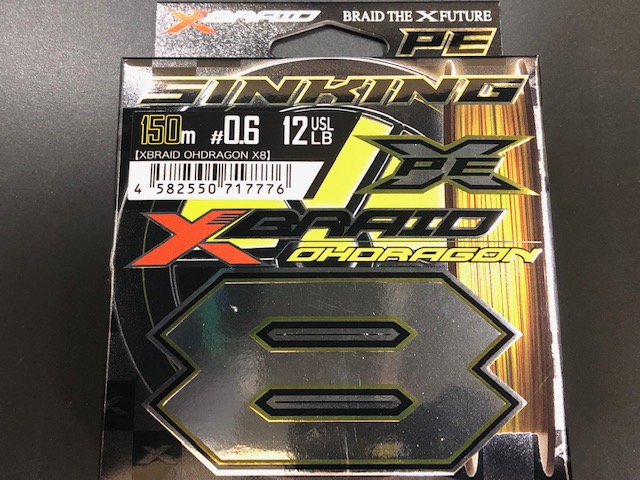 XBRAID BRAID THE X FUTURE
PE
SINKING
150m #0.6 12 USL LB
【XBRAID OHDRAGON X8】
4 582550 717776
X PE
XBRAID
OHDRAGON
8
X
X